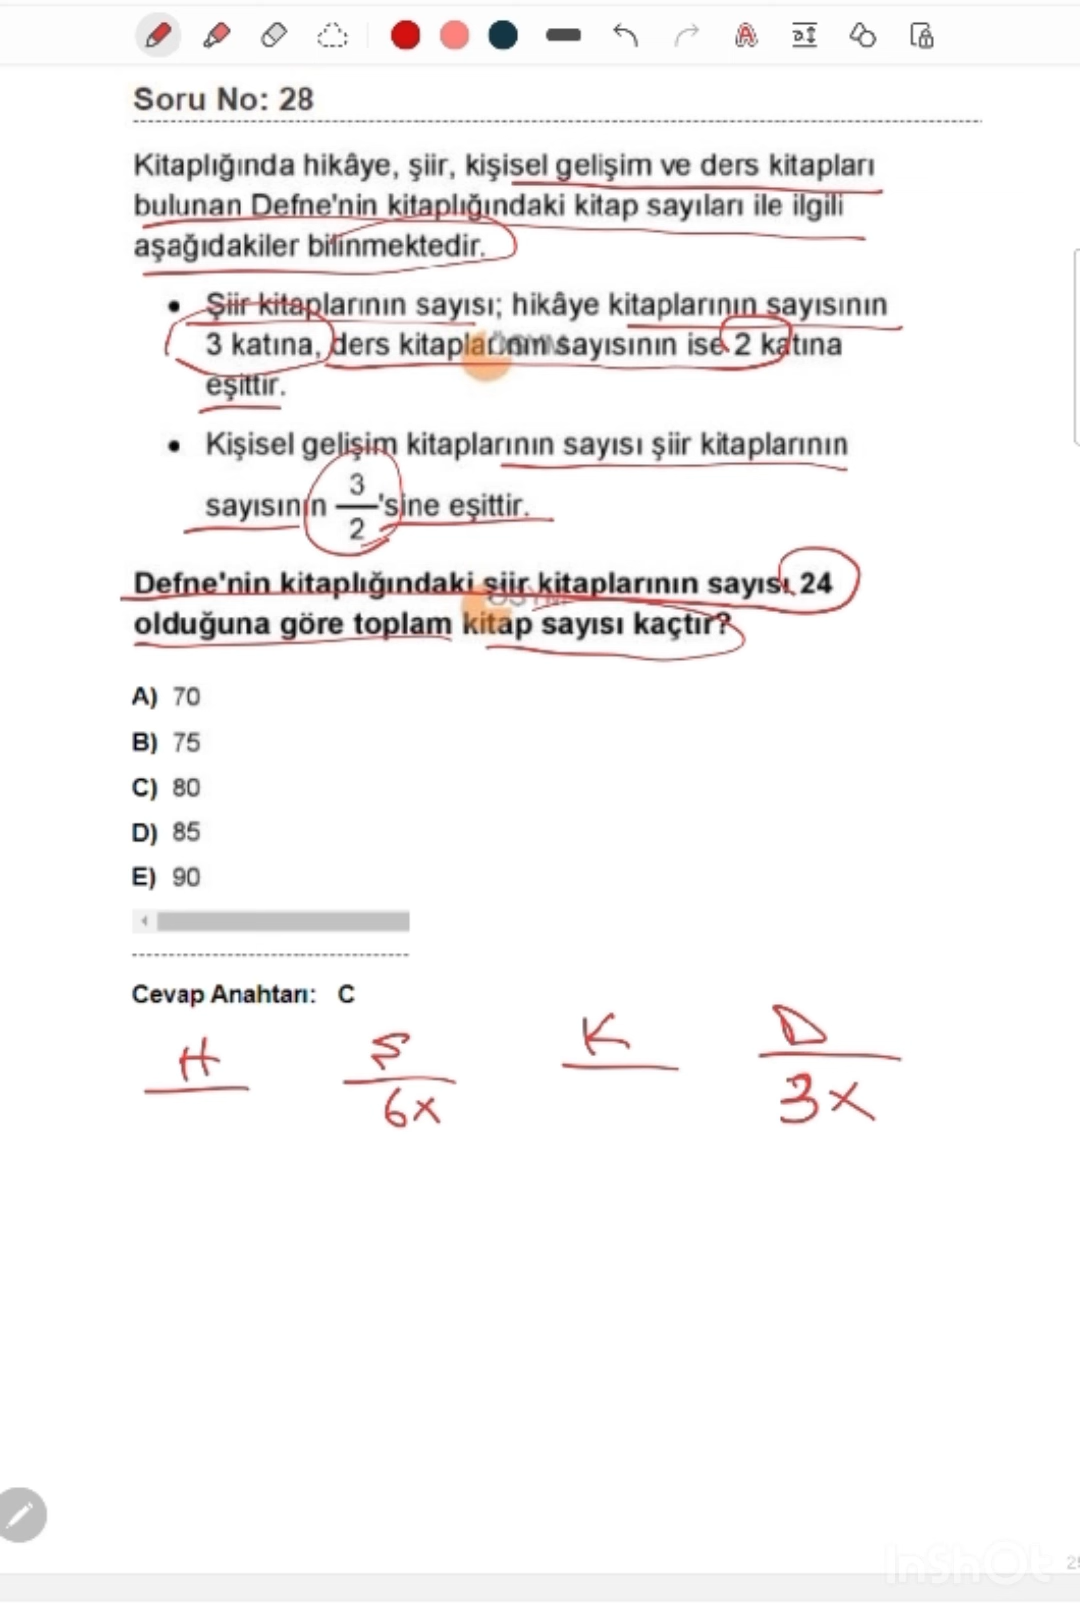 Soru No: 28
Kitaplığında hikâye, şiir, kişisel gelişim ve ders kitapları
bulunan Defne'nin kitaplığındaki kitap sayıları ile ilgili
aşağıdakiler bilinmektedir.
• Şiir kitaplarının sayısı; hikâye kitaplarının sayısının
3 katına, ders kitaplarının sayısının ise 2 katına
eşittir.
• Kişisel gelişim kitaplarının sayısı şiir kitaplarının
sayısının 3/2'sine eşittir.
Defne'nin kitaplığındaki şiir kitaplarının sayısı 24
olduğuna göre toplam kitap sayısı kaçtır?
A) 70
B) 75
C) 80
D) 85
E) 90
Cevap Anahtarı: C
H Ş K D
6x 3x
InShOt